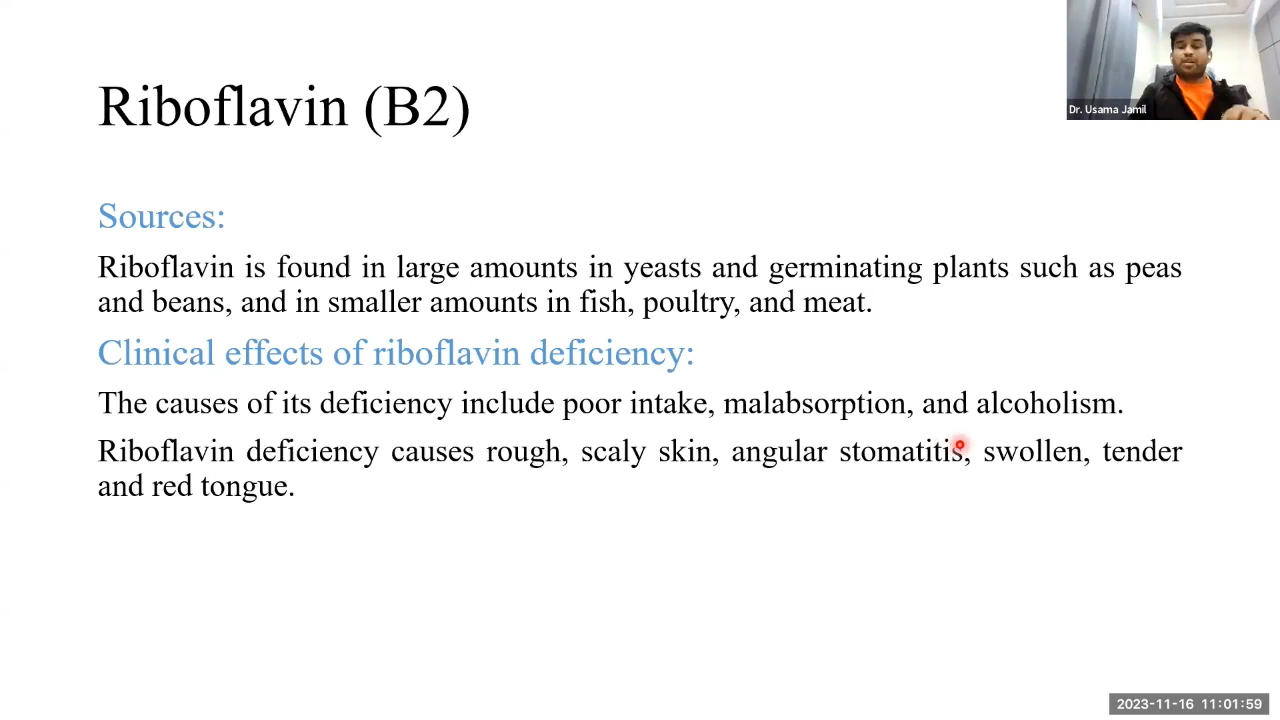 Dr. Usama Jamil
Riboflavin (B2)
Sources:
Riboflavin is found in large amounts in yeasts and germinating plants such as peas
and beans, and in smaller amounts in fish, poultry, and meat.
Clinical effects of riboflavin deficiency:
The causes of its deficiency include poor intake, malabsorption, and alcoholism.
Riboflavin deficiency causes rough, scaly skin, angular stomatitis, swollen, tender
and red tongue.
2023-11-16 11:01:59